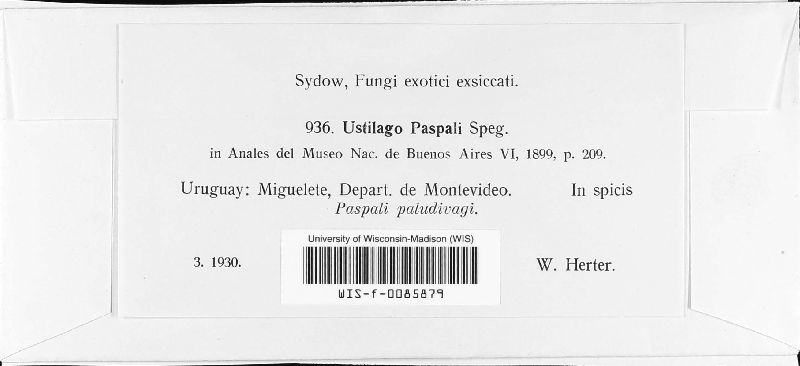 Sydow, Fungi exotici exsiccati.
936. Ustilago Paspali Speg.
in Anales del Museo Nac. de Buenos Aires VI, 1899, p. 209.
Uruguay: Miguelete, Depart. de Montevideo. In spicis
Paspali paludivagi.
University of Wisconsin-Madison (WIS)
3. 1930.
W. Herter.
WIS-f-0085879